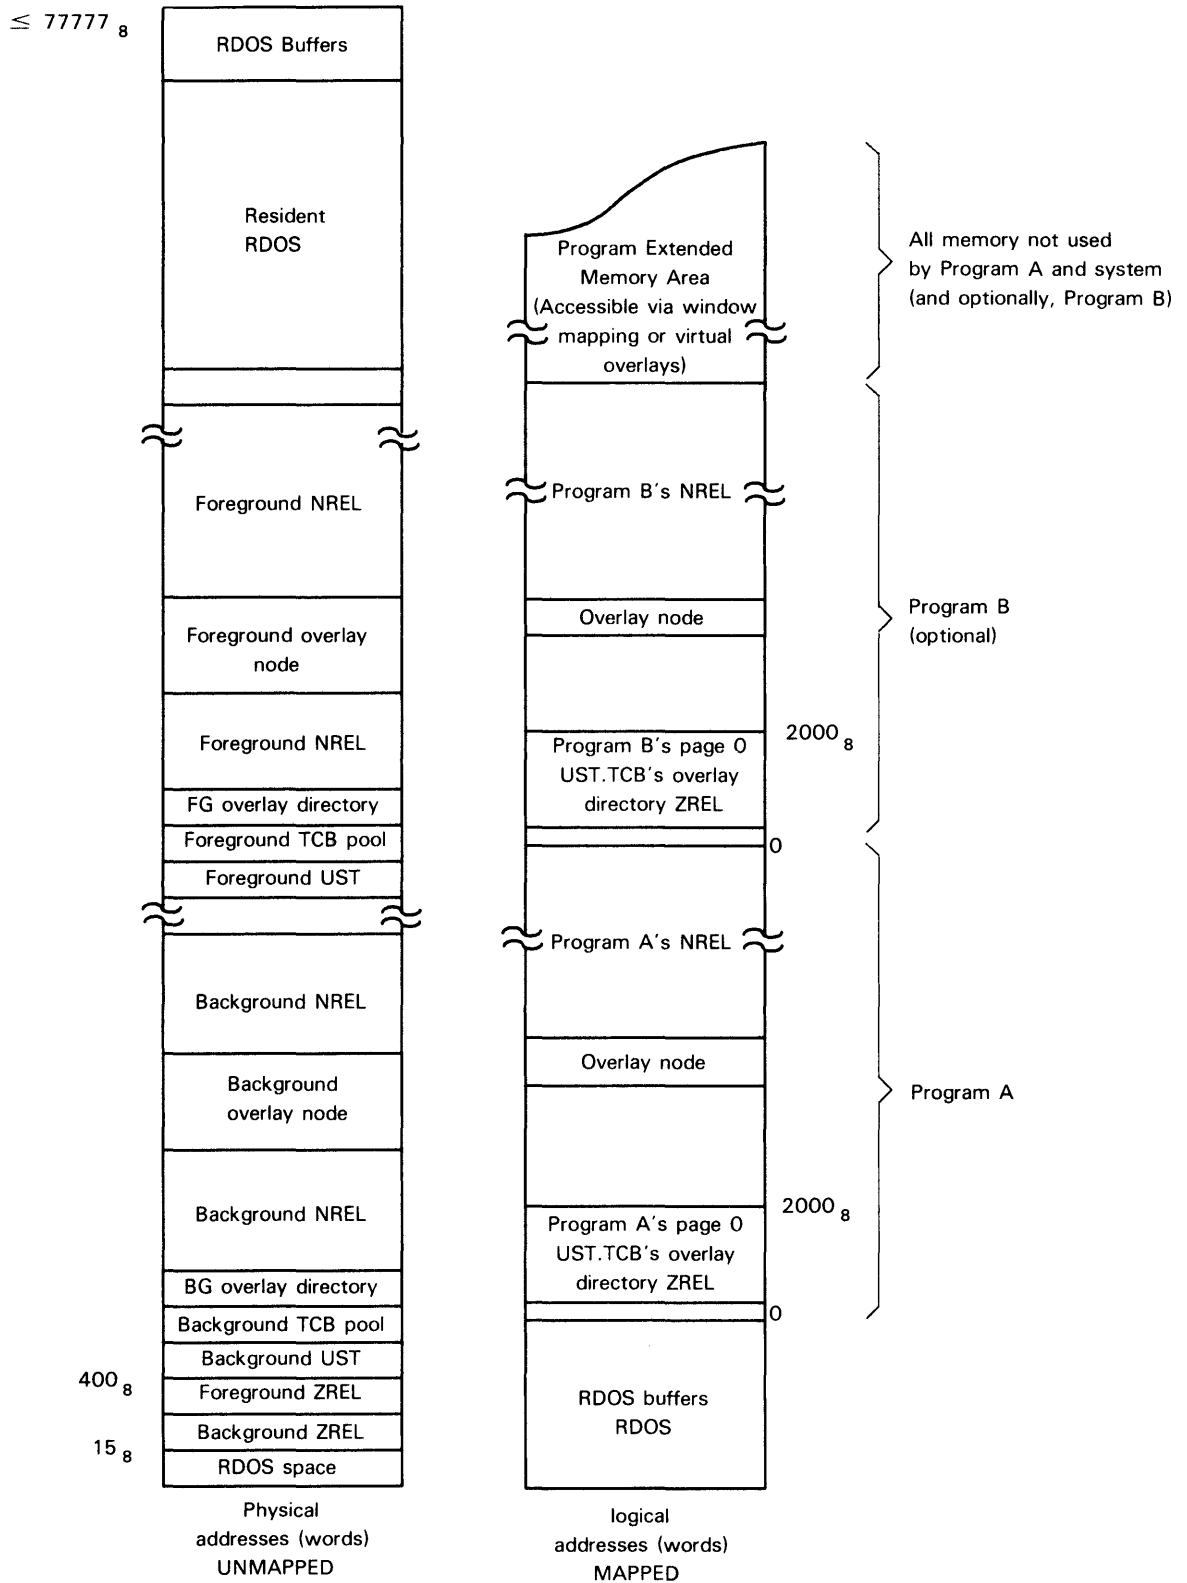 ≤ 77777 8
RDOS Buffers
Resident
RDOS
Foreground NREL
Foreground overlay
node
Foreground NREL
FG overlay directory
Foreground TCB pool
Foreground UST
Background NREL
Background
overlay node
Background NREL
BG overlay directory
Background TCB pool
Background UST
400 8
Foreground ZREL
Background ZREL
15 8
RDOS space
Physical
addresses (words)
UNMAPPED
Program Extended
Memory Area
(Accessible via window
mapping or virtual
overlays)
Program B's NREL
Overlay node
2000 8
Program B's page 0
UST.TCB's overlay
directory ZREL
0
Program A's NREL
Overlay node
2000 8
Program A's page 0
UST.TCB's overlay
directory ZREL
0
RDOS buffers
RDOS
logical
addresses (words)
MAPPED
All memory not used
by Program A and system
(and optionally, Program B)
Program B
(optional)
Program A